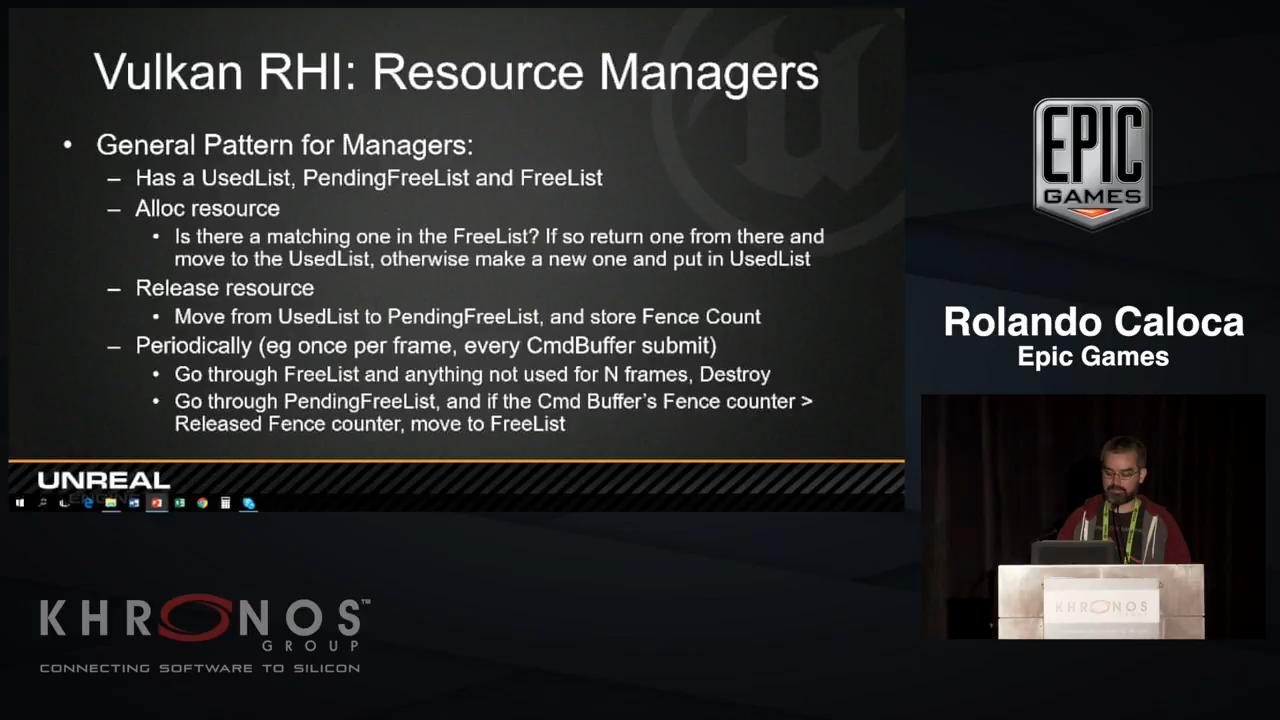 Vulkan RHI: Resource Managers
• General Pattern for Managers:
– Has a UsedList, PendingFreeList and FreeList
– Alloc resource
• Is there a matching one in the FreeList? If so return one from there and
move to the UsedList, otherwise make a new one and put in UsedList
– Release resource
• Move from UsedList to PendingFreeList, and store Fence Count
– Periodically (eg once per frame, every CmdBuffer submit)
• Go through FreeList and anything not used for N frames, Destroy
• Go through PendingFreeList, and if the Cmd Buffer's Fence counter >
Released Fence counter, move to FreeList
UNREAL
ENGINE
EPIC
GAMES
Rolando Caloca
Epic Games
KHRONOS
KHRONOS™
GROUP
CONNECTING SOFTWARE TO SILICON